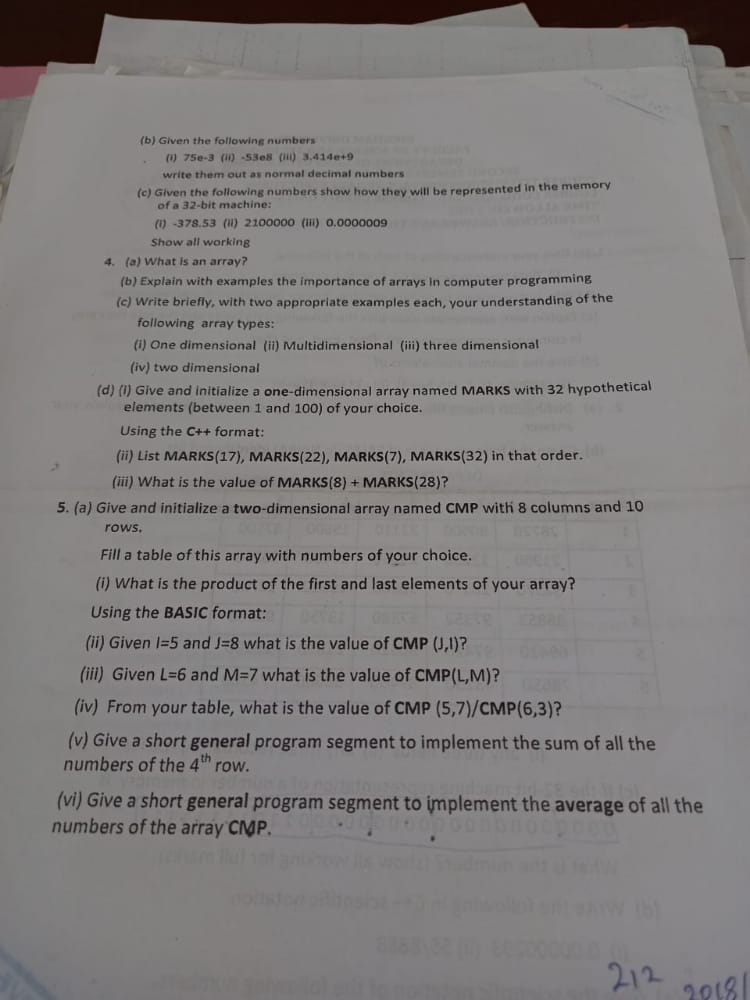 (b) Given the following numbers
(i) 75e-3 (ii) -53e8 (iii) 3.414e+9
write them out as normal decimal numbers
(c) Given the following numbers show how they will be represented in the memory
of a 32-bit machine:
(i) -378.53 (ii) 2100000 (iii) 0.0000009
Show all working
4. (a) What is an array?
(b) Explain with examples the importance of arrays in computer programming
(c) Write briefly, with two appropriate examples each, your understanding of the
following array types:
(i) One dimensional (ii) Multidimensional (iii) three dimensional
(iv) two dimensional
(d) (i) Give and initialize a one-dimensional array named MARKS with 32 hypothetical
elements (between 1 and 100) of your choice.
Using the C++ format:
(ii) List MARKS(17), MARKS(22), MARKS(7), MARKS(32) in that order.
(iii) What is the value of MARKS(8) + MARKS(28)?
5. (a) Give and initialize a two-dimensional array named CMP with 8 columns and 10
rows.
Fill a table of this array with numbers of your choice.
(i) What is the product of the first and last elements of your array?
Using the BASIC format:
(ii) Given I=5 and J=8 what is the value of CMP (J,I)?
(iii) Given L=6 and M=7 what is the value of CMP(L,M)?
(iv) From your table, what is the value of CMP (5,7)/CMP(6,3)?
(v) Give a short general program segment to implement the sum of all the
numbers of the 4th row.
(vi) Give a short general program segment to implement the average of all the
numbers of the array CMP.
212
2018/